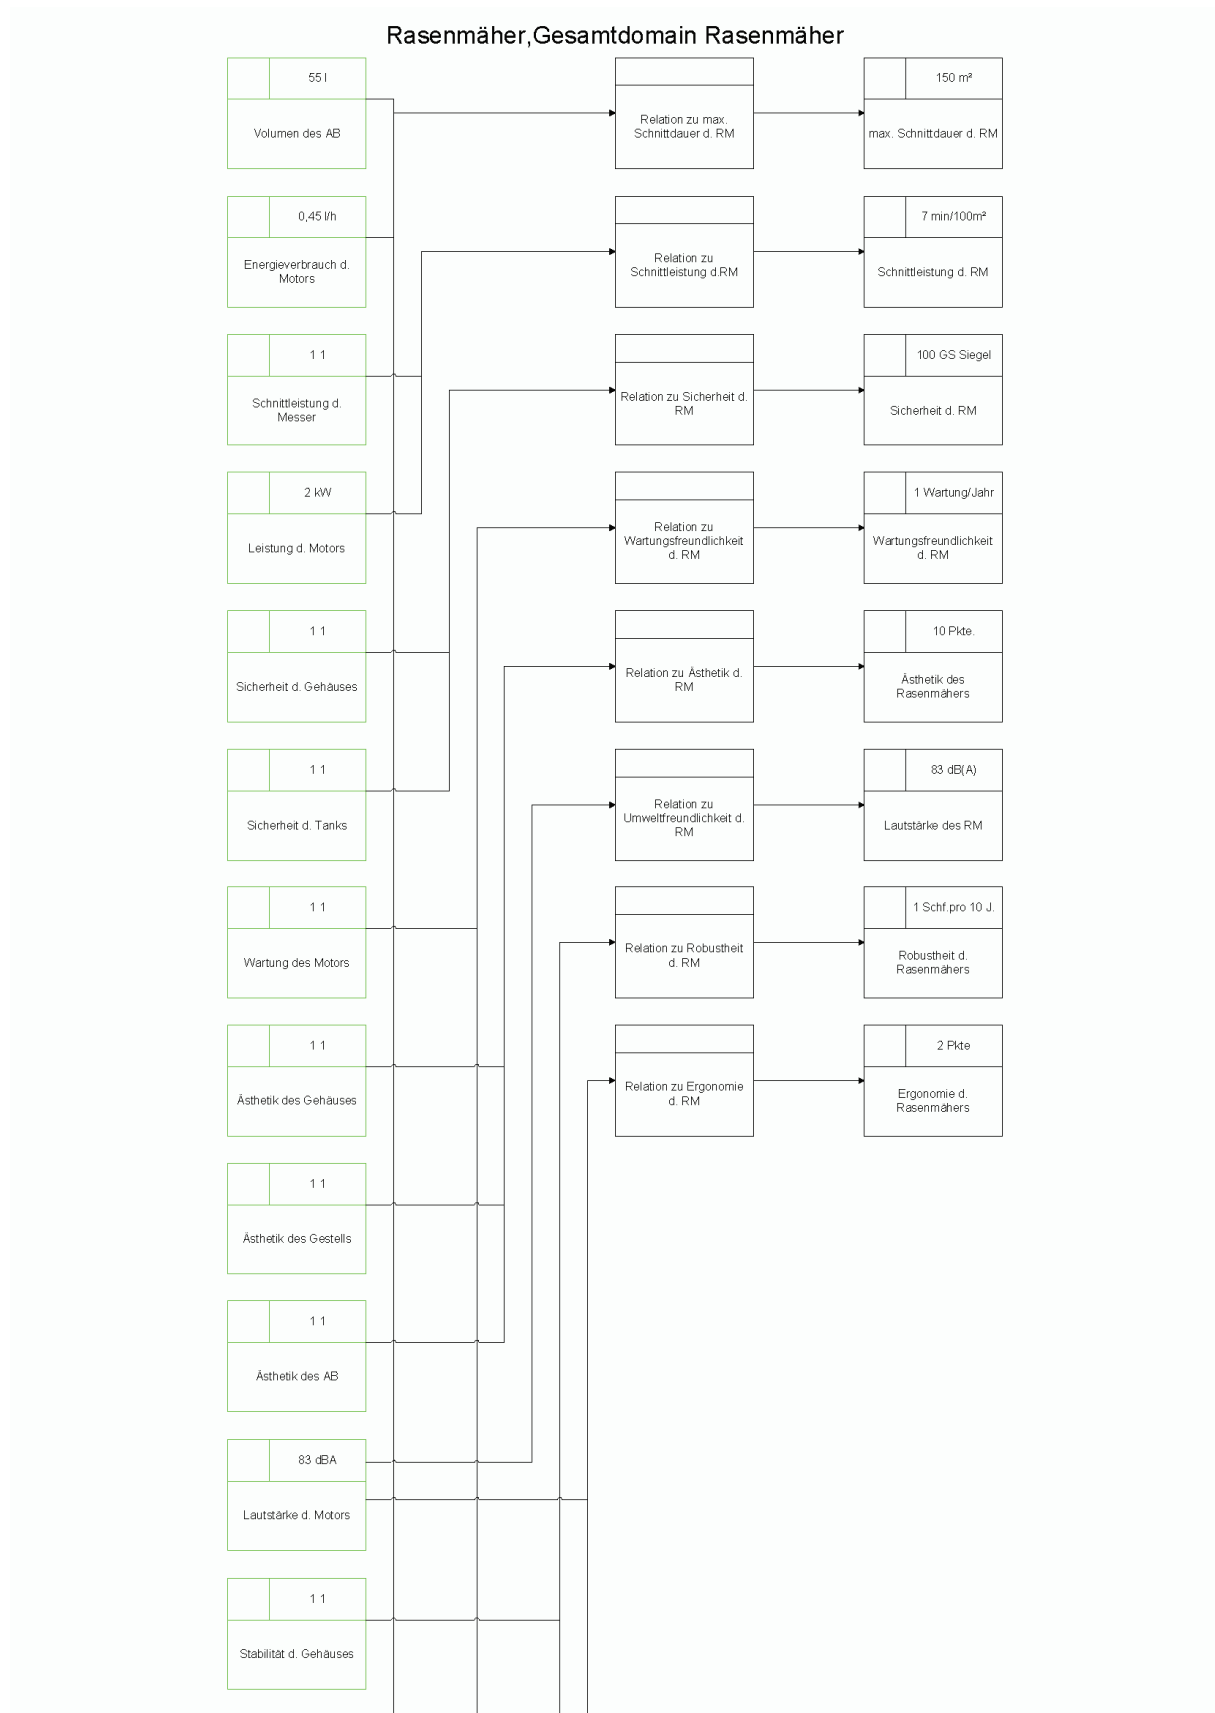 Rasenmäher,Gesamtdomain Rasenmäher
55 l
Volumen des AB
Relation zu max.
Schnittdauer d. RM
150 m²
max. Schnittdauer d. RM
0,45 l/h
Energieverbrauch d.
Motors
Relation zu
Schnittleistung d.RM
7 min/100m²
Schnittleistung d. RM
1 1
Schnittleistung d.
Messer
Relation zu Sicherheit d.
RM
100 GS Siegel
Sicherheit d. RM
2 kW
Leistung d. Motors
Relation zu
Wartungsfreundlichkeit
d. RM
1 Wartung/Jahr
Wartungsfreundlichkeit
d. RM
1 1
Sicherheit d. Gehäuses
Relation zu Ästhetik d.
RM
10 Pkte.
Ästhetik des
Rasenmähers
1 1
Sicherheit d. Tanks
Relation zu
Umweltfreundlichkeit d.
RM
83 dB(A)
Lautstärke des RM
1 1
Wartung des Motors
Relation zu Robustheit
d. RM
1 Schf.pro 10 J.
Robustheit d.
Rasenmähers
1 1
Ästhetik des Gehäuses
Relation zu Ergonomie
d. RM
2 Pkte
Ergonomie d.
Rasenmähers
1 1
Ästhetik des Gestells
1 1
Ästhetik des AB
83 dBA
Lautstärke d. Motors
1 1
Stabilität d. Gehäuses